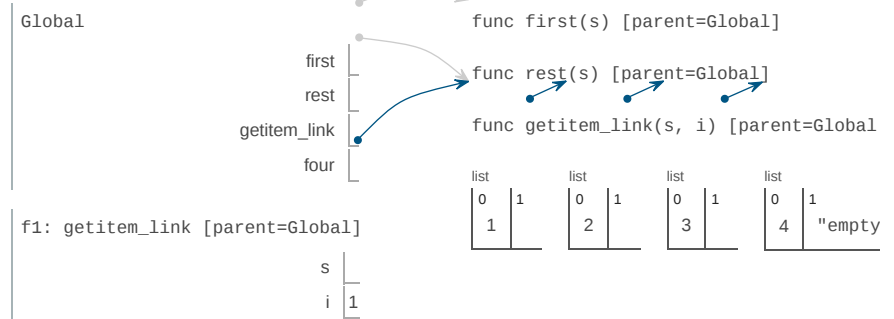 Global
first
rest
getitem_link
four
f1: getitem_link [parent=Global]
s
i 1
func first(s) [parent=Global]
func rest(s) [parent=Global]
func getitem_link(s, i) [parent=Global
list list list list
0 1 0 1 0 1 0 1
1 2 3 4 "empty